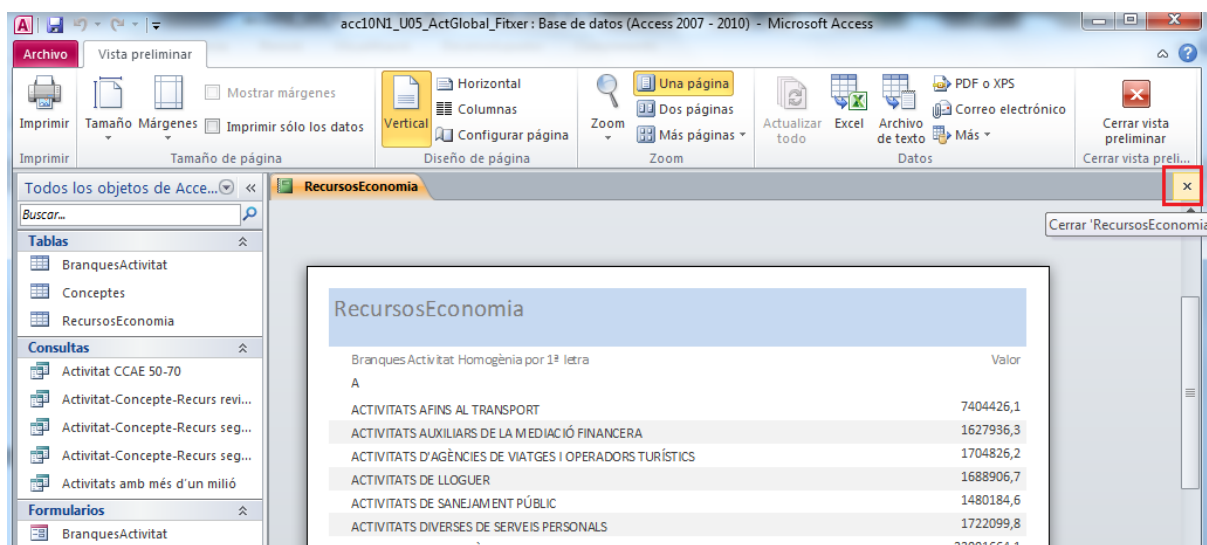 acc10N1_U05_ActGlobal_Fitxer : Base de datos (Access 2007 - 2010) - Microsoft Access
Archivo Vista preliminar
Imprimir
Tamaño Márgenes
Mostrar márgenes
Imprimir sólo los datos
Vertical
Horizontal
Columnas
Configurar página
Zoom
Una página
Dos páginas
Más páginas
Actualizar todo
Excel
Archivo de texto
PDF o XPS
Correo electrónico
Más
Cerrar vista preliminar
Imprimir Tamaño de página Diseño de página Zoom Datos Cerrar vista preli...
Todos los objetos de Acce... «
Buscar...
Tablas
BranquesActivitat
Conceptes
RecursosEconomia
Consultas
Activitat CCAE 50-70
Activitat-Concepte-Recurs revi...
Activitat-Concepte-Recurs seg...
Activitat-Concepte-Recurs seg...
Activitats amb més d'un milió
Formularios
BranquesActivitat
RecursosEconomia
Cerrar 'RecursosEconomia
RecursosEconomia
Branques Activitat Homogènia por 1ª letra Valor
A
ACTIVITATS AFINS AL TRANSPORT 7404426,1
ACTIVITATS AUXILIARS DE LA MEDIACIÓ FINANCERA 1627936,3
ACTIVITATS D'AGÈNCIES DE VIATGES I OPERADORS TURÍSTICS 1704826,2
ACTIVITATS DE LLOGUER 1688906,7
ACTIVITATS DE SANEJAMENT PÚBLIC 1480184,6
ACTIVITATS DIVERSES DE SERVEIS PERSONALS 1722099,8